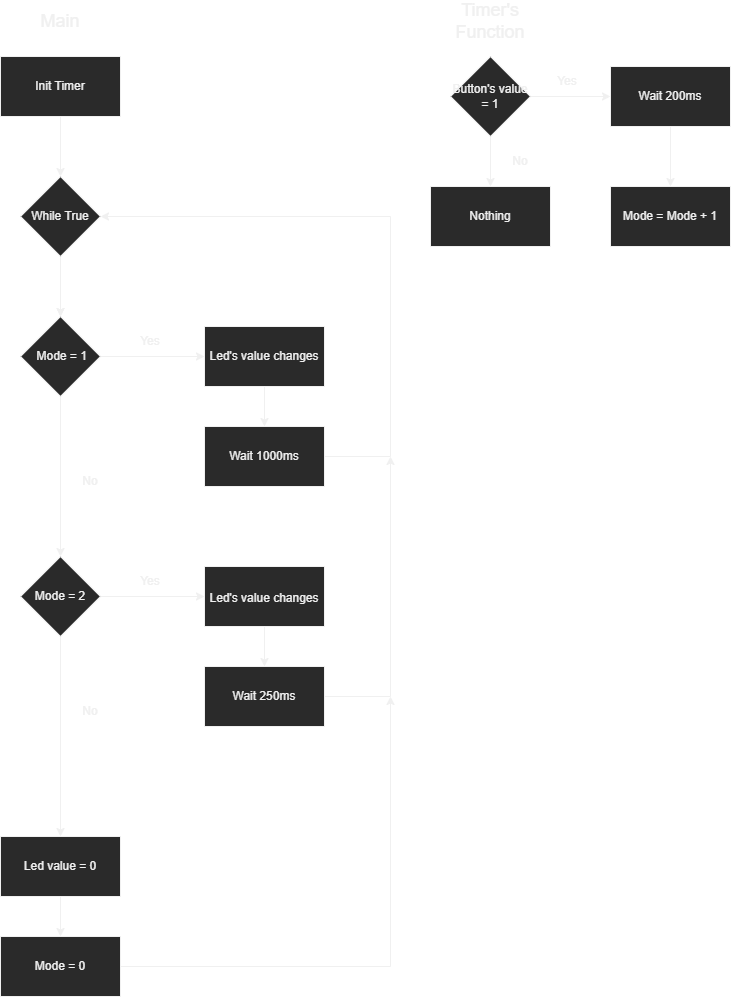 Main
Init Timer
While True
Mode = 1
Yes
Led's value changes
Wait 1000ms
No
Mode = 2
Yes
Led's value changes
Wait 250ms
No
Led value = 0
Mode = 0
Timer's
Function
Button's value
= 1
Yes
Wait 200ms
No
Nothing
Mode = Mode + 1